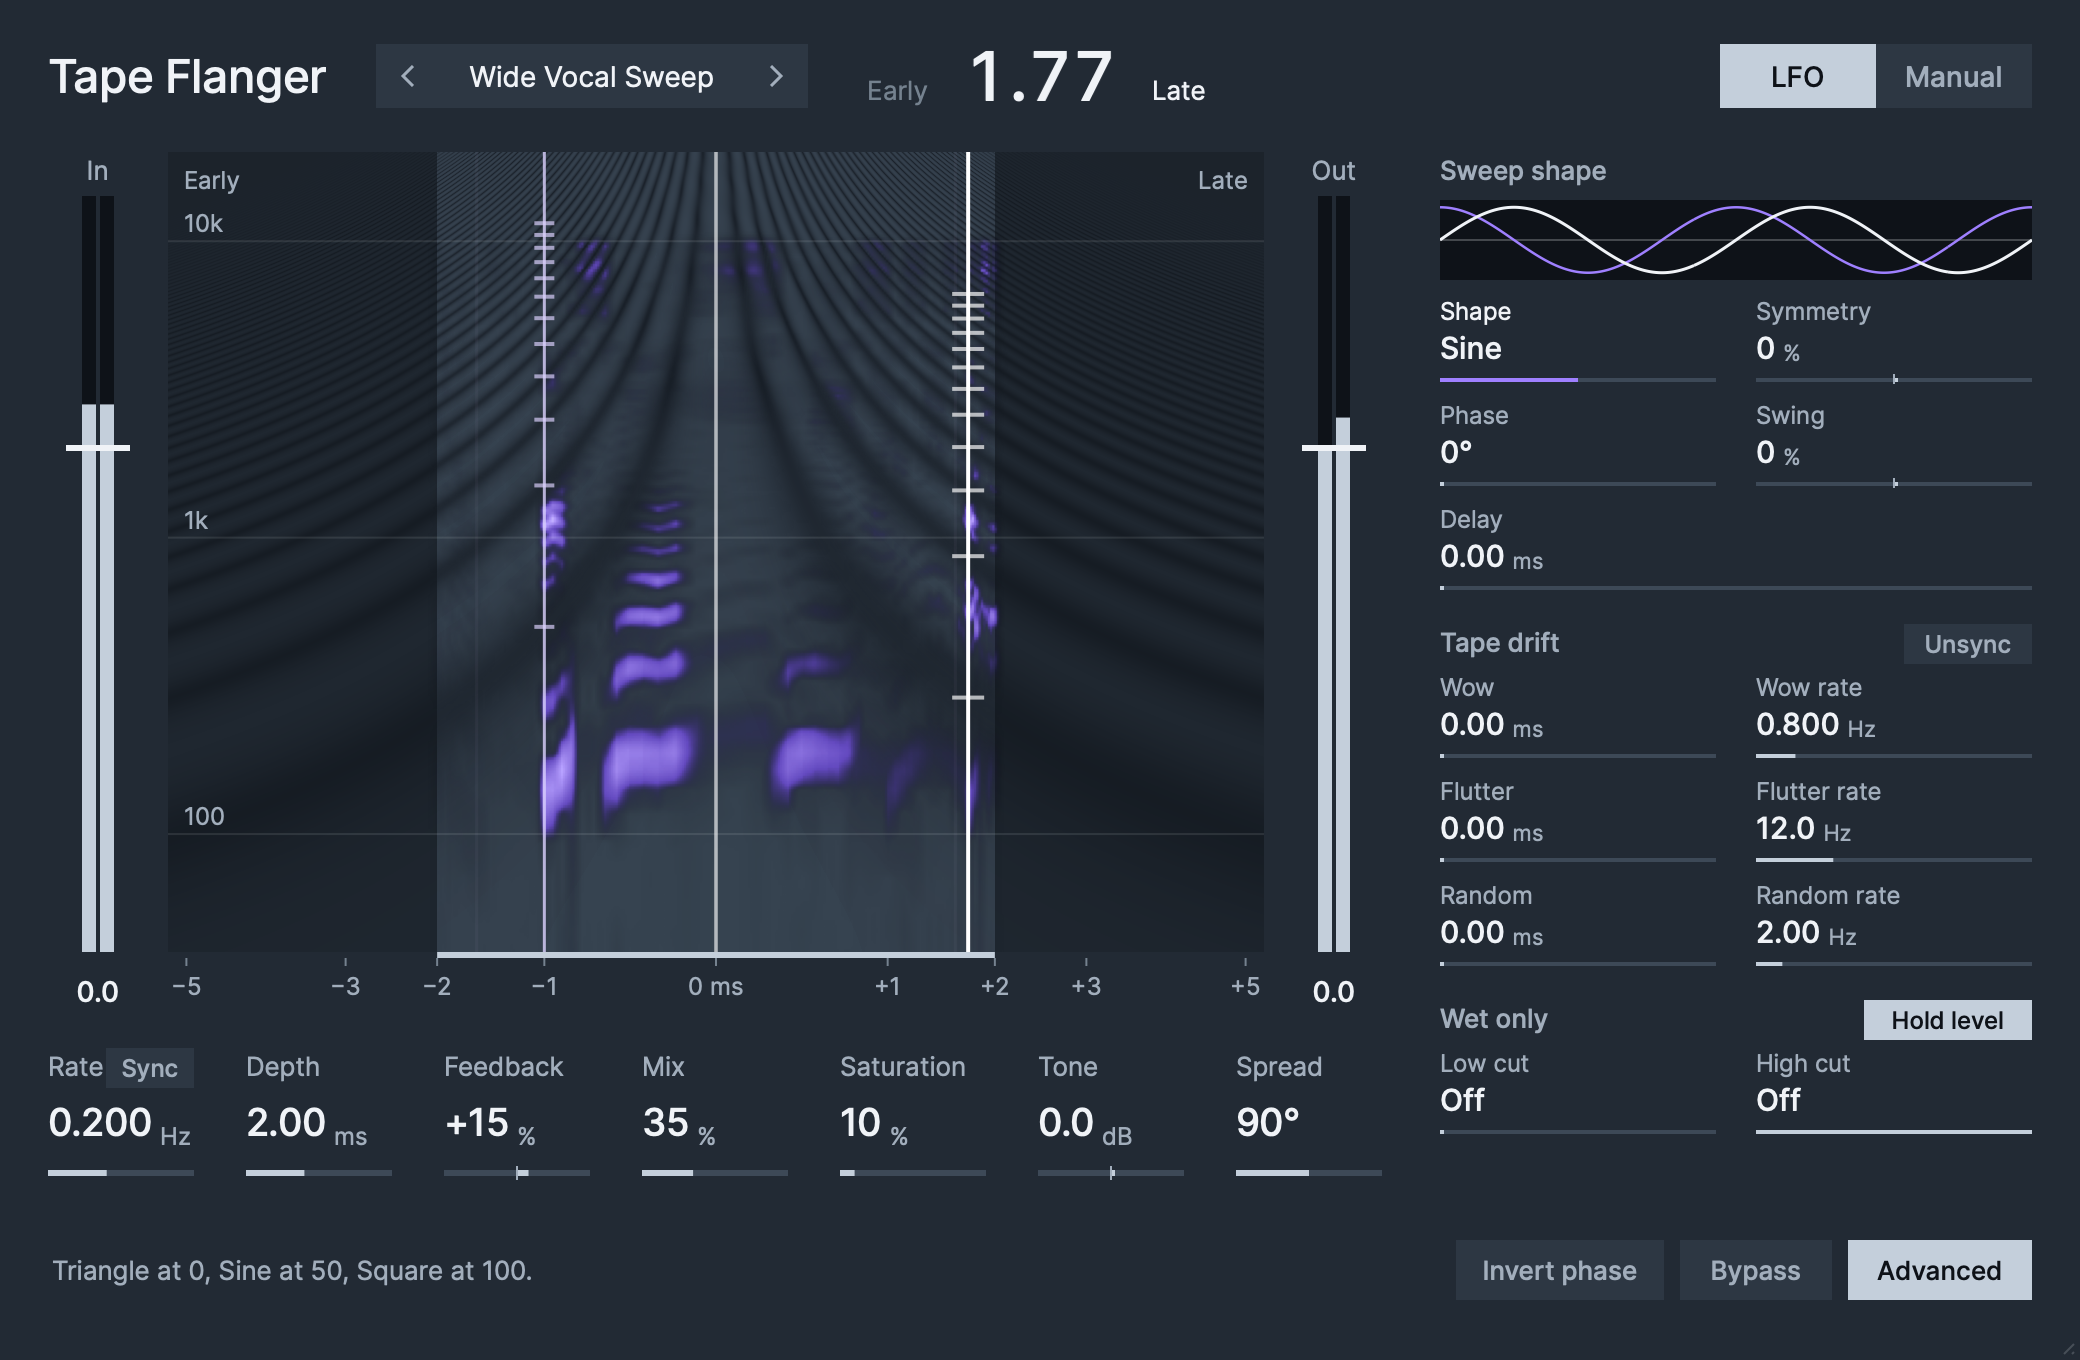 Tape Flanger
Wide Vocal Sweep
Early 1.77 Late
LFO Manual
In
Early
Late
10k
1k
100
Out
−5 −3 −2 −1 0 ms +1 +2 +3 +5
0.0
0.0
Sweep shape
Shape
Sine
Symmetry
0 %
Phase
0°
Swing
0 %
Delay
0.00 ms
Tape drift
Unsync
Wow
0.00 ms
Wow rate
0.800 Hz
Flutter
0.00 ms
Flutter rate
12.0 Hz
Random
0.00 ms
Random rate
2.00 Hz
Wet only
Hold level
Low cut
Off
High cut
Off
Rate Sync
0.200 Hz
Depth
2.00 ms
Feedback
+15 %
Mix
35 %
Saturation
10 %
Tone
0.0 dB
Spread
90°
Triangle at 0, Sine at 50, Square at 100.
Invert phase
Bypass
Advanced